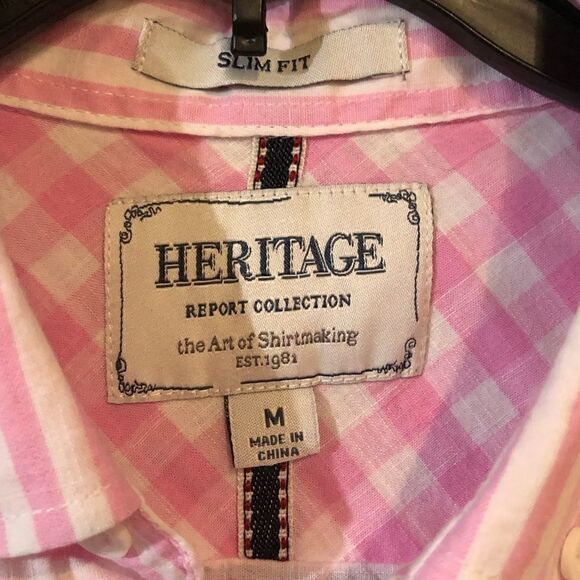 SLIM FIT
HERITAGE
REPORT COLLECTION
the Art of Shirtmaking
EST.1981
M
MADE IN
CHINA